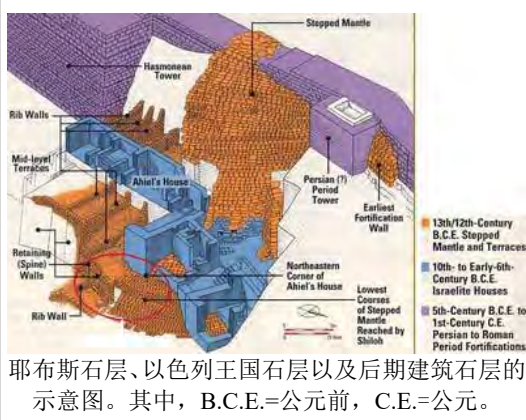 Stepped Mantle
Hasmonean
Tower
Rib Walls
Mid-level
Terraces
Ahiel's House
Persian (?)
Period
Tower
Earliest
Fortification
Wall
Retaining
(Spine)
Walls
Rib Wall
Northeastern
Corner of
Ahiel's House
Lowest
Courses
of Stepped
Mantle
Reached by
Shiloh
13th/12th-Century
B.C.E. Stepped
Mantle and Terraces
10th- to Early-6th-
Century B.C.E.
Israelite Houses
5th-Century B.C.E. to
1st-Century C.E.
Persian to Roman
Period Fortifications
耶布斯石层、以色列王国石层以及后期建筑石层的
示意图。其中，B.C.E.=公元前，C.E.=公元。